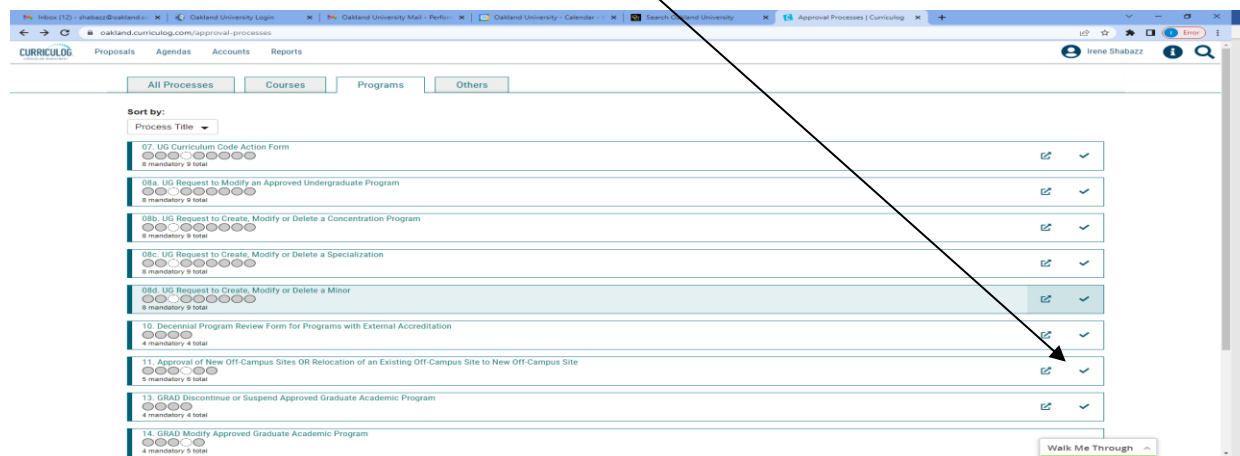 Inbox (12) - shabazz@oakland.e
Oakland University Login
Oakland University Mail - Perform
Oakland University - Calendar -
Search Oakland University
Approval Processes | Curriculog
oakland.curriculog.com/approval-processes
Error
CURRICULOG
Proposals Agendas Accounts Reports
Irene Shabazz
All Processes Courses Programs Others
Sort by:
Process Title
07. UG Curriculum Code Action Form
8 mandatory 9 total
08a. UG Request to Modify an Approved Undergraduate Program
8 mandatory 9 total
08b. UG Request to Create, Modify or Delete a Concentration Program
8 mandatory 9 total
08c. UG Request to Create, Modify or Delete a Specialization
8 mandatory 9 total
08d. UG Request to Create, Modify or Delete a Minor
8 mandatory 9 total
10. Decennial Program Review Form for Programs with External Accreditation
4 mandatory 4 total
11. Approval of New Off-Campus Sites OR Relocation of an Existing Off-Campus Site to New Off-Campus Site
5 mandatory 6 total
13. GRAD Discontinue or Suspend Approved Graduate Academic Program
4 mandatory 4 total
14. GRAD Modify Approved Graduate Academic Program
4 mandatory 5 total
Walk Me Through